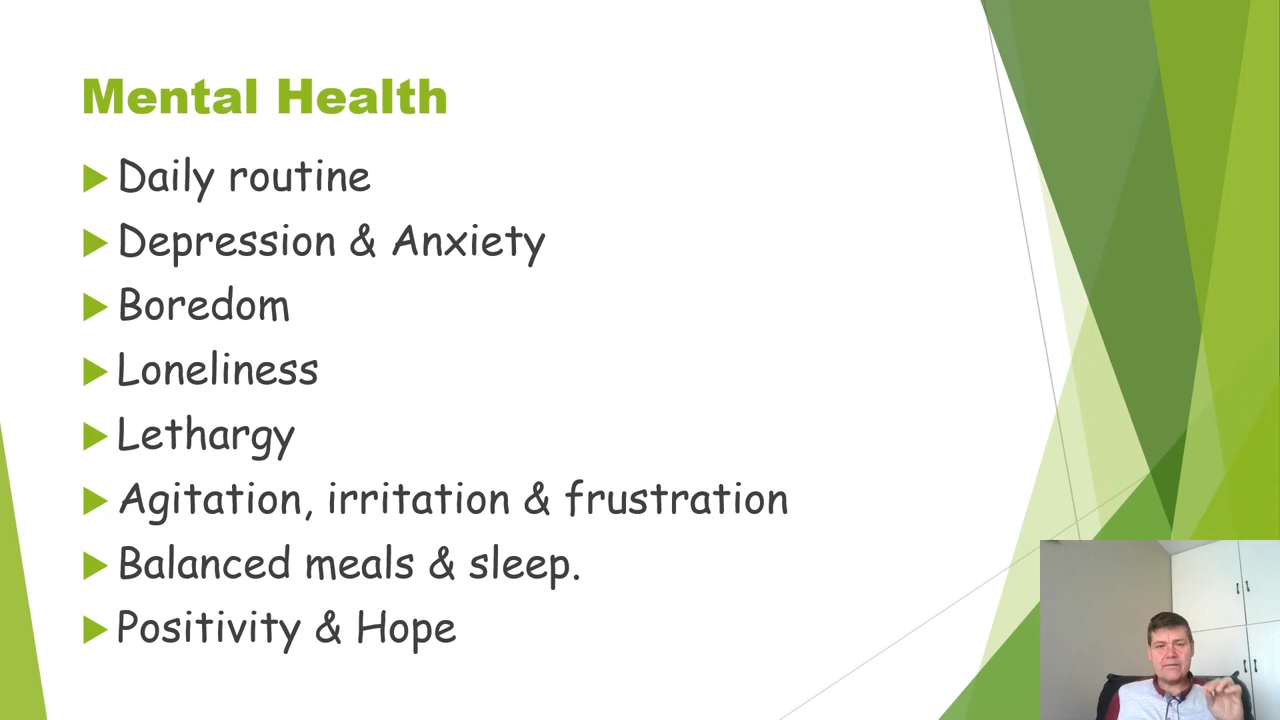 Mental Health
Daily routine
Depression & Anxiety
Boredom
Loneliness
Lethargy
Agitation, irritation & frustration
Balanced meals & sleep.
Positivity & Hope